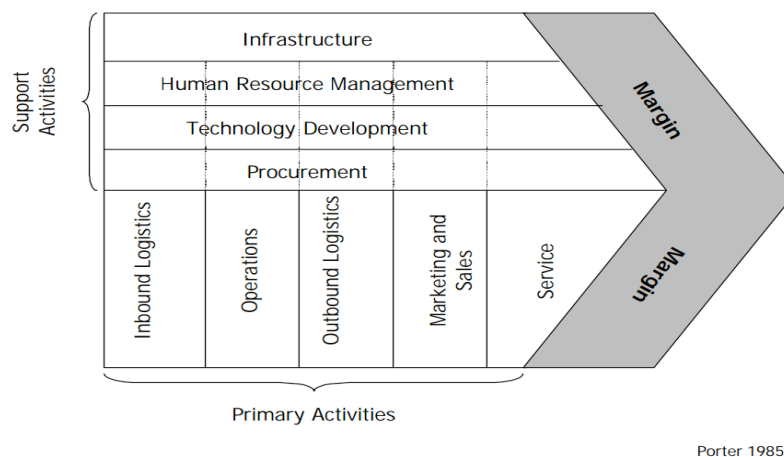 Support
Activities
Infrastructure
Human Resource Management
Technology Development
Procurement
Inbound Logistics
Operations
Outbound Logistics
Marketing and
Sales
Service
Margin
Margin
Primary Activities
Porter 1985